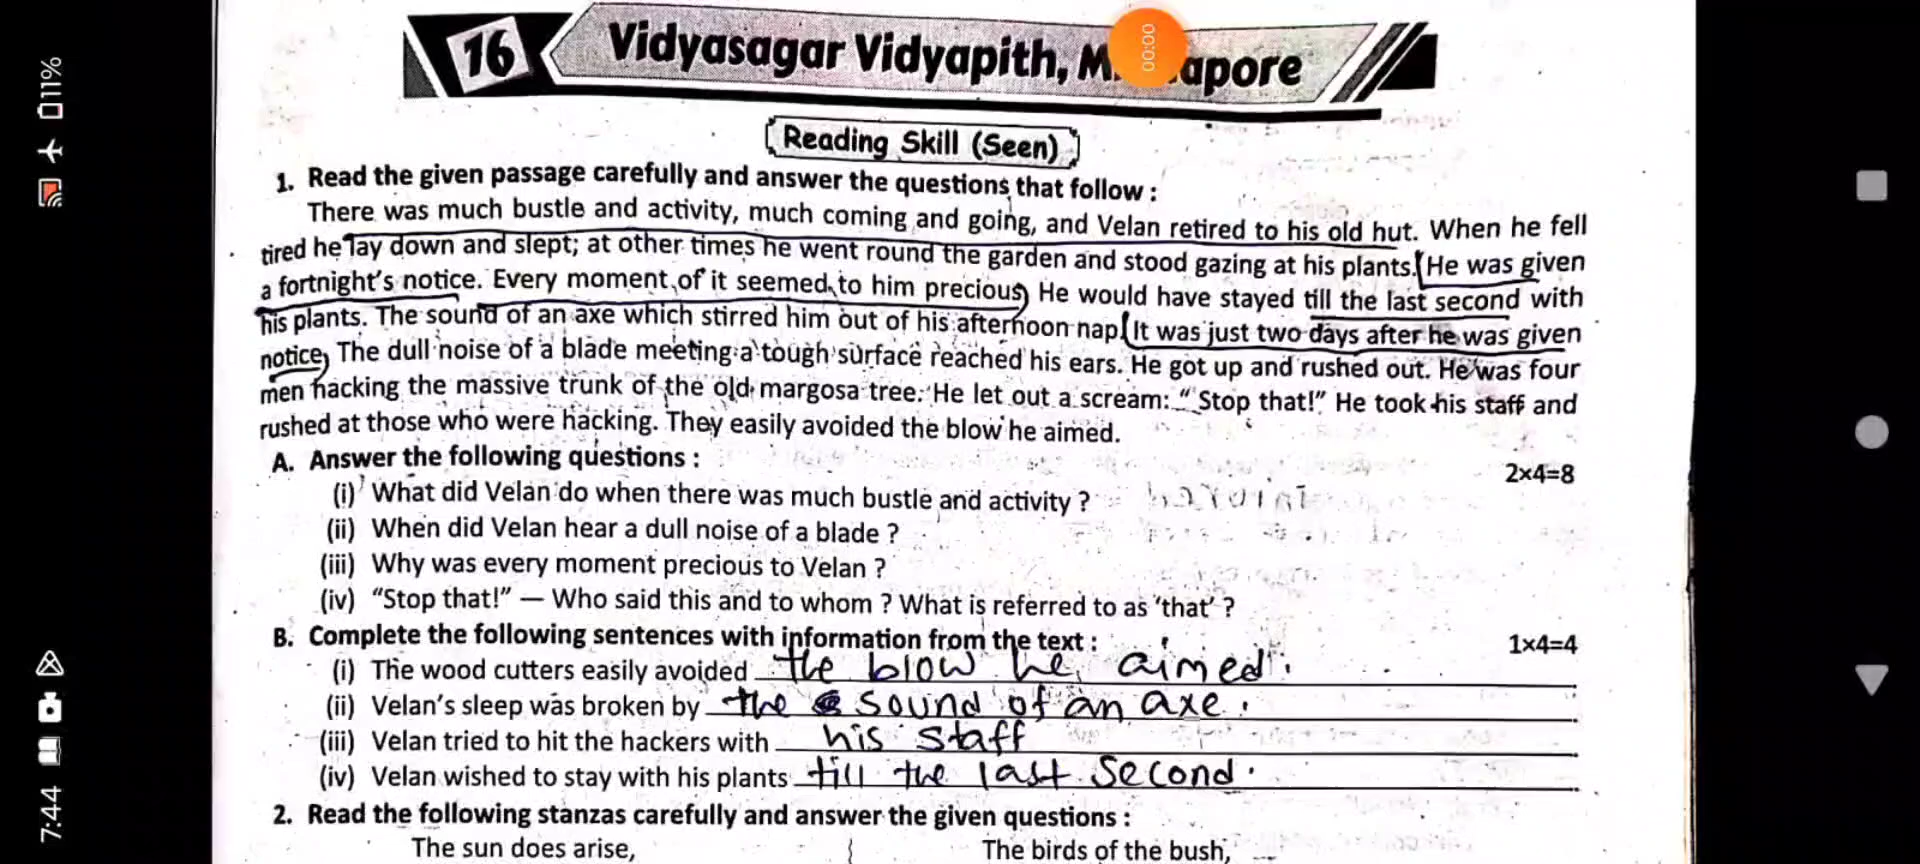 16 Vidyasagar Vidyapith, M apore
00:00
Reading Skill (Seen)
1. Read the given passage carefully and answer the questions that follow :
There was much bustle and activity, much coming and going, and Velan retired to his old hut. When he fell
tired he lay down and slept; at other times he went round the garden and stood gazing at his plants. He was given
a fortnight's notice. Every moment of it seemed to him precious, He would have stayed till the last second with
his plants. The sound of an axe which stirred him out of his afternoon nap. It was just two days after he was given
notice, The dull noise of a blade meeting a tough surface reached his ears. He got up and rushed out. He was four
men hacking the massive trunk of the old margosa tree. He let out a scream: "Stop that!" He took his staff and
rushed at those who were hacking. They easily avoided the blow he aimed.
A. Answer the following questions : 2x4=8
(i) What did Velan do when there was much bustle and activity ?
(ii) When did Velan hear a dull noise of a blade ?
(iii) Why was every moment precious to Velan ?
(iv) "Stop that!" — Who said this and to whom ? What is referred to as 'that' ?
B. Complete the following sentences with information from the text : 1x4=4
(i) The wood cutters easily avoided the blow he aimed.
(ii) Velan's sleep was broken by the sound of an axe.
(iii) Velan tried to hit the hackers with his staff
(iv) Velan wished to stay with his plants till the last second.
2. Read the following stanzas carefully and answer the given questions :
The sun does arise, The birds of the bush,
11%
7:44